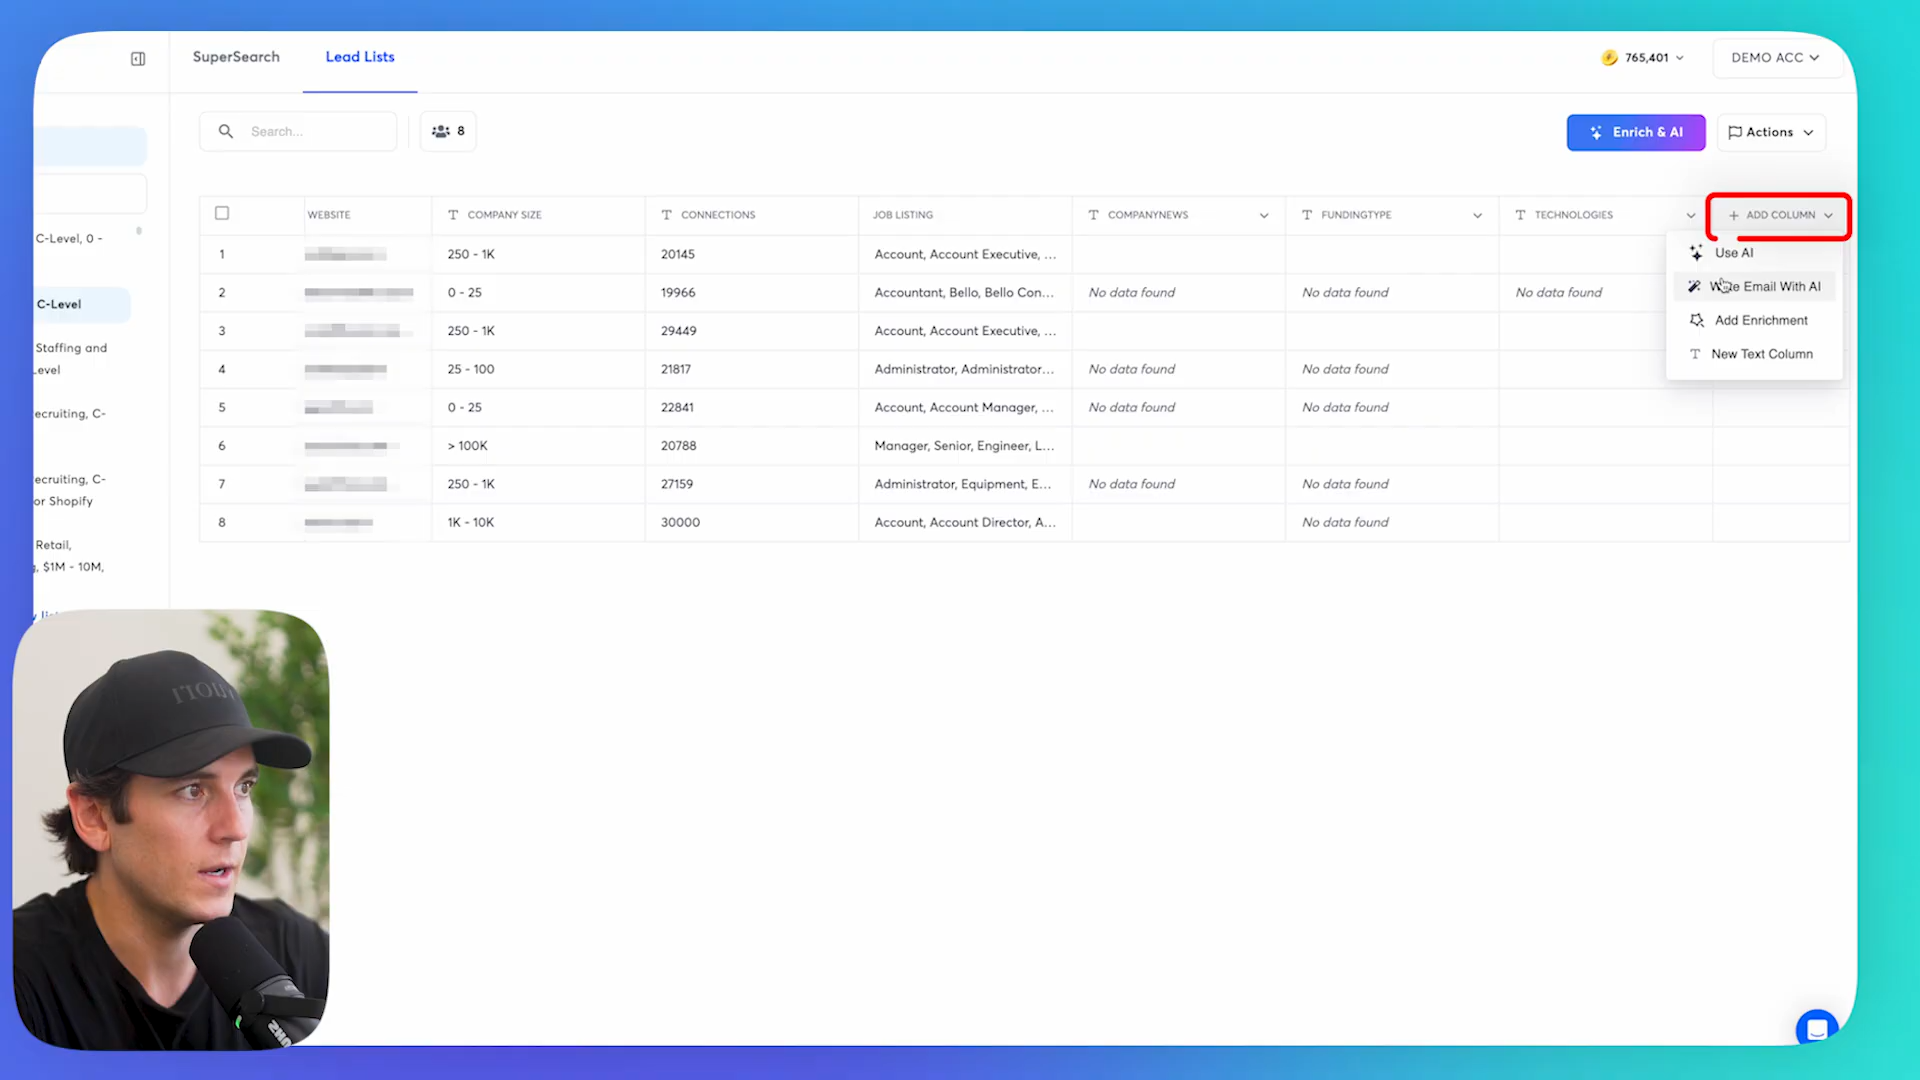 SuperSearch
Lead Lists
765,401
DEMO ACC
Search...
8
Enrich & AI
Actions
WEBSITE
COMPANY SIZE
CONNECTIONS
JOB LISTING
COMPANYNEWS
FUNDINGTYPE
TECHNOLOGIES
+ ADD COLUMN
1
250 - 1K
20145
Account, Account Executive, ...
2
0 - 25
19966
Accountant, Bello, Bello Con...
No data found
No data found
No data found
3
250 - 1K
29449
Account, Account Executive, ...
4
25 - 100
21817
Administrator, Administrator...
No data found
No data found
5
0 - 25
22841
Account, Account Manager, ...
No data found
No data found
6
> 100K
20788
Manager, Senior, Engineer, L...
7
250 - 1K
27159
Administrator, Equipment, E...
No data found
No data found
8
1K - 10K
30000
Account, Account Director, A...
No data found
Use AI
Email With AI
Add Enrichment
New Text Column
C-Level, 0 -
C-Level
Staffing and
Level
ecruiting, C-
ecruiting, C-
or Shopify
Retail,
, $1M - 10M,